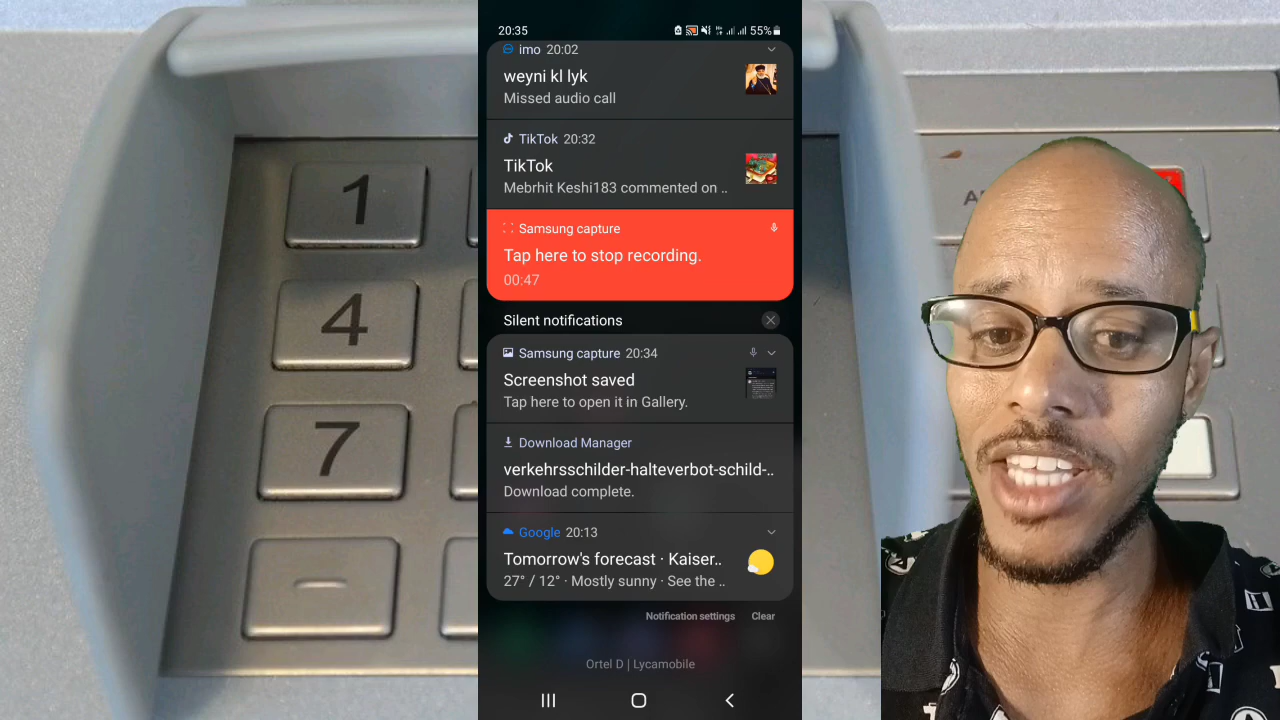 20:35
55%
imo 20:02
weyni kl lyk
Missed audio call
TikTok 20:32
TikTok
Mebrhit Keshi183 commented on ..
Samsung capture
Tap here to stop recording.
00:47
Silent notifications
Samsung capture 20:34
Screenshot saved
Tap here to open it in Gallery.
Download Manager
verkehrsschilder-halteverbot-schild-..
Download complete.
Google 20:13
Tomorrow's forecast · Kaiser..
27° / 12° · Mostly sunny · See the ..
Notification settings Clear
Ortel D | Lycamobile
1
4
7